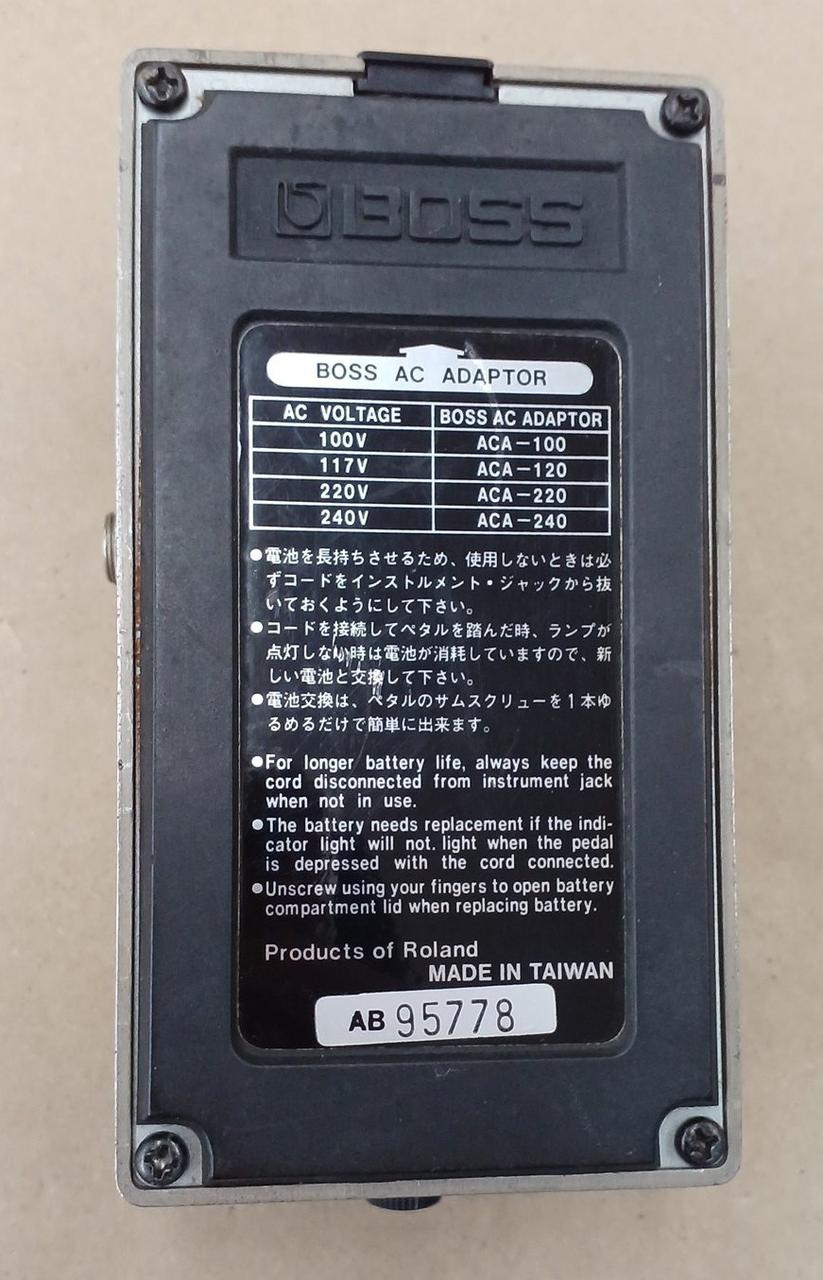 BOSS
BOSS AC ADAPTOR
AC VOLTAGE BOSS AC ADAPTOR
100V ACA-100
117V ACA-120
220V ACA-220
240V ACA-240
●電池を長持ちさせるため、使用しないときは必
ずコードをインストルメント・ジャックから抜
いておくようにして下さい。
●コードを接続してペタルを踏んだ時、ランプが
点灯しない時は電池が消耗していますので、新
しい電池と交換して下さい。
●電池交換は、ペタルのサムスクリューを1本ゆ
るめるだけで簡単に出来ます。
●For longer battery life, always keep the
cord disconnected from instrument jack
when not in use.
●The battery needs replacement if the indi-
cator light will not light when the pedal
is depressed with the cord connected.
●Unscrew using your fingers to open battery
compartment lid when replacing battery.
Products of Roland
MADE IN TAIWAN
AB 95778